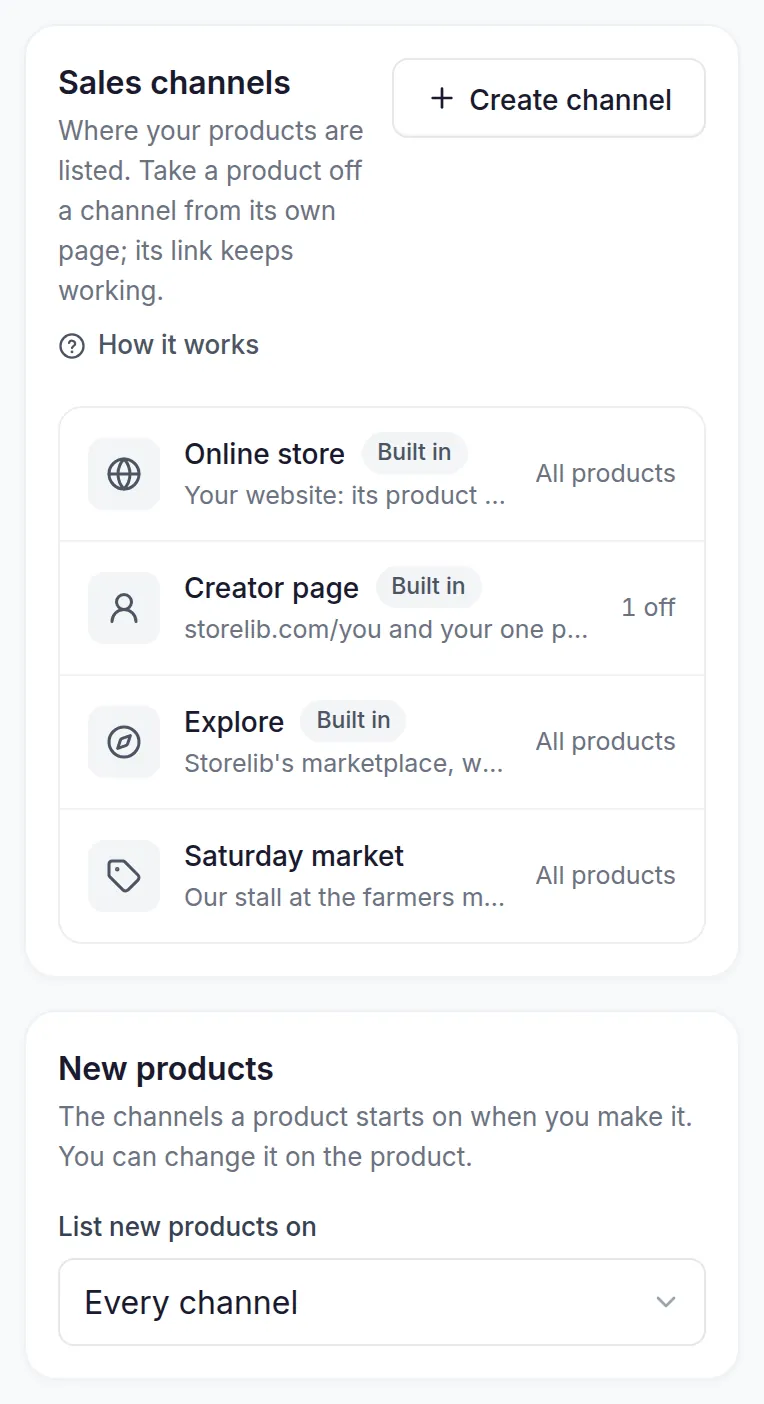 Sales channels
Create channel
Where your products are
listed. Take a product off
a channel from its own
page; its link keeps
working.
How it works
Online store Built in
Your website: its product ...
All products
Creator page Built in
storelib.com/you and your one p...
1 off
Explore Built in
Storelib's marketplace, w...
All products
Saturday market
Our stall at the farmers m...
All products
New products
The channels a product starts on when you make it.
You can change it on the product.
List new products on
Every channel